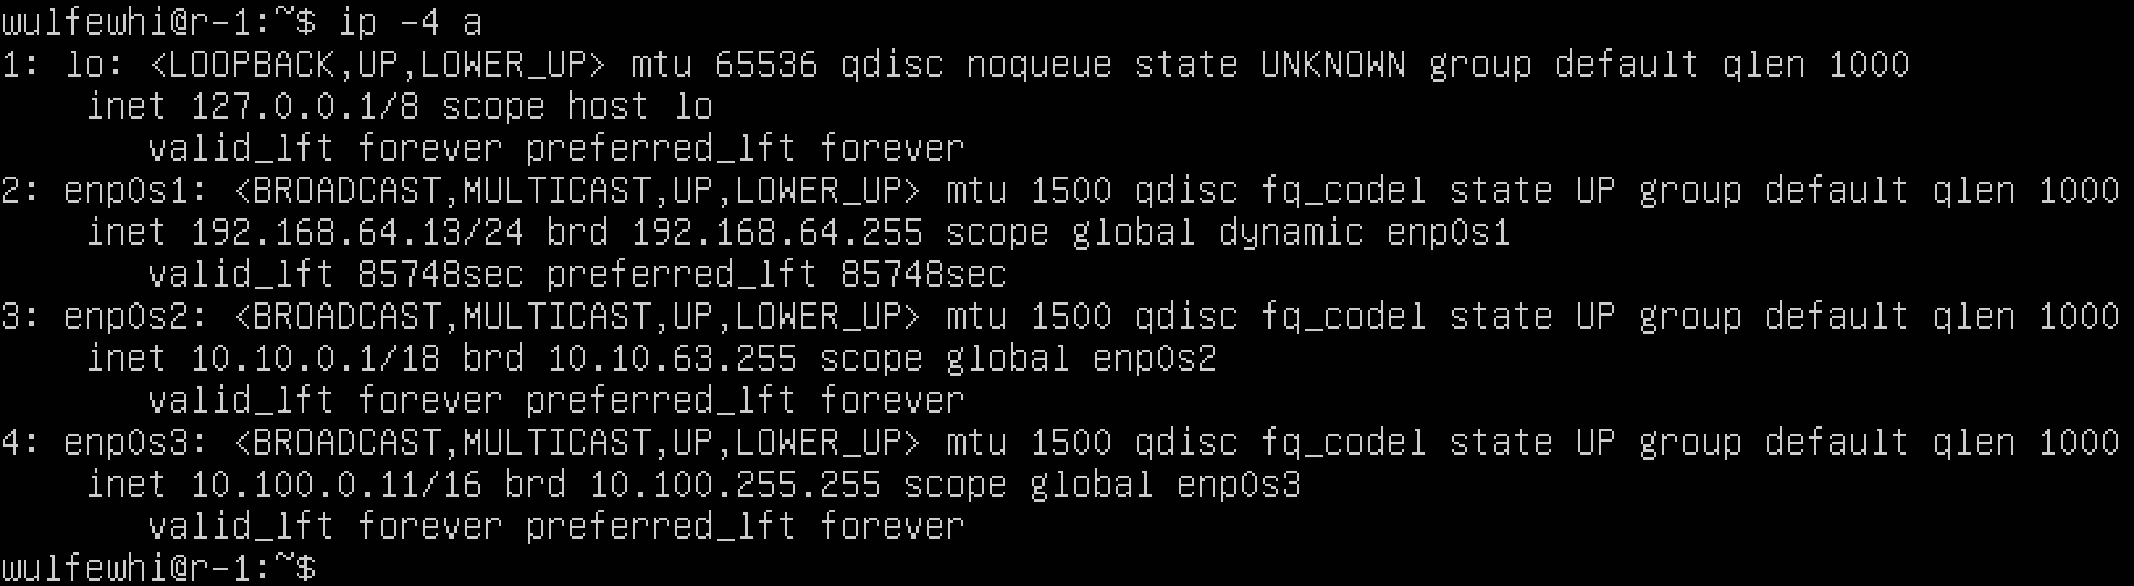 wulfewhi@r-1:~$ ip -4 a
1: lo: <LOOPBACK,UP,LOWER_UP> mtu 65536 qdisc noqueue state UNKNOWN group default qlen 1000
    inet 127.0.0.1/8 scope host lo
       valid_lft forever preferred_lft forever
2: enp0s1: <BROADCAST,MULTICAST,UP,LOWER_UP> mtu 1500 qdisc fq_codel state UP group default qlen 1000
    inet 192.168.64.13/24 brd 192.168.64.255 scope global dynamic enp0s1
       valid_lft 85748sec preferred_lft 85748sec
3: enp0s2: <BROADCAST,MULTICAST,UP,LOWER_UP> mtu 1500 qdisc fq_codel state UP group default qlen 1000
    inet 10.10.0.1/18 brd 10.10.63.255 scope global enp0s2
       valid_lft forever preferred_lft forever
4: enp0s3: <BROADCAST,MULTICAST,UP,LOWER_UP> mtu 1500 qdisc fq_codel state UP group default qlen 1000
    inet 10.100.0.11/16 brd 10.100.255.255 scope global enp0s3
       valid_lft forever preferred_lft forever
wulfewhi@r-1:~$